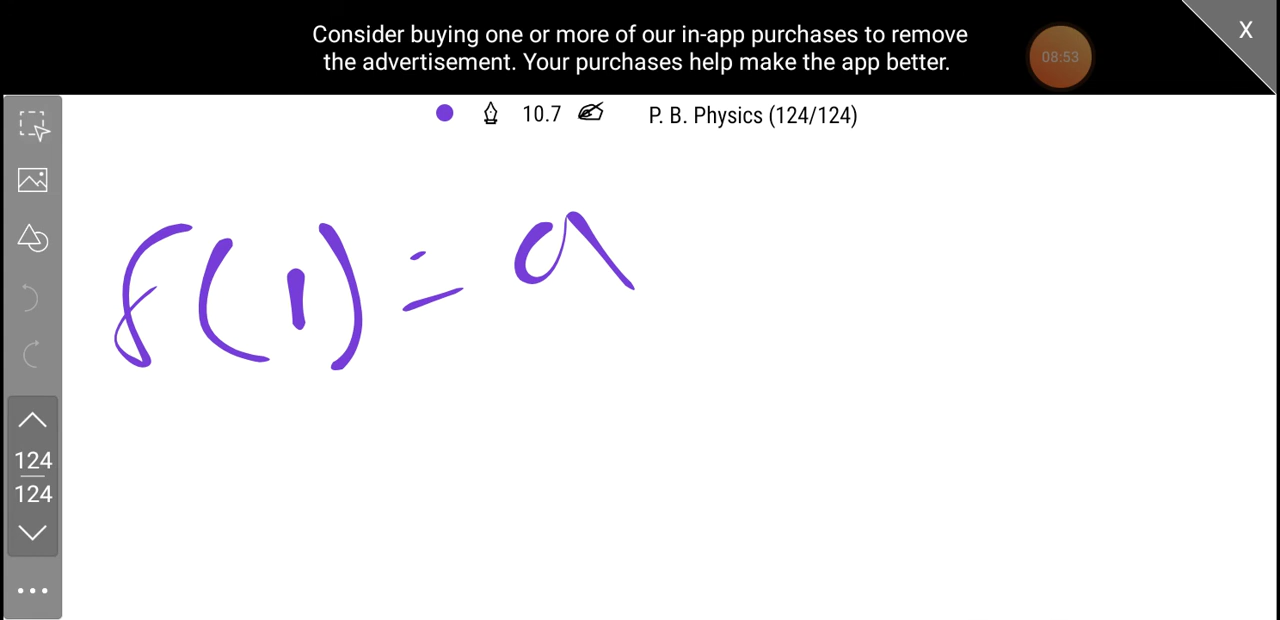 Consider buying one or more of our in-app purchases to remove
the advertisement. Your purchases help make the app better.
08:53
X
10.7 P. B. Physics (124/124)
f(1) = a
124
124